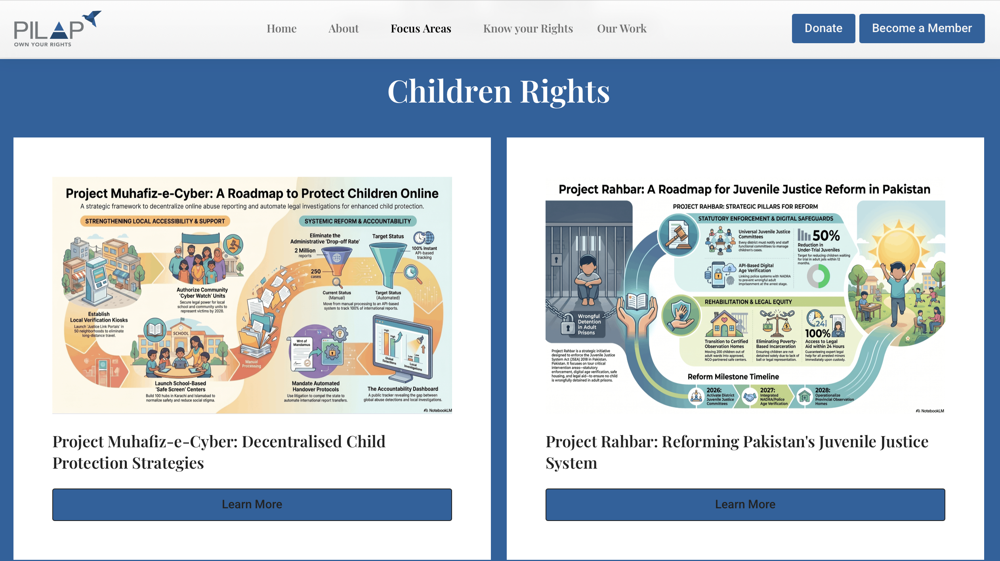 PILAP
OWN YOUR RIGHTS
Home
About
Focus Areas
Know your Rights
Our Work
Donate
Become a Member
Children Rights
Project Muhafiz-e-Cyber: A Roadmap to Protect Children Online
A strategic framework to decentralize online abuse reporting and automate legal investigations for enhanced child protection.
STRENGTHENING LOCAL ACCESSIBILITY & SUPPORT
Authorize Community
'Cyber Watch' Units
Secure legal power for local
school and community units to
represent victims by 2028.
Establish
Local Verification Kiosks
Launch 'Justice Link Portals' in
50 neighborhoods to eliminate
long-distance travel.
SCHOOL
Launch School-Based
'Safe Screen' Centers
Build 100 hubs in Karachi and Islamabad to
normalize safety and reduce social stigma.
Manual
Processing
SYSTEMIC REFORM & ACCOUNTABILITY
Eliminate the
Administrative 'Drop-off Rate'
2 Million
reports
250
cases
Current Status
(Manual)
Target Status
100% Instant
API-based
tracking
Target Status
(Automated)
Move from manual processing to an API-based
system to track 100% of international reports.
Writ of
Mandamus
Mandate Automated
Handover Protocols
Use litigation to compel the state to
automate international report transfers.
High
High
Global
Low
Low
Local
Investigations
The Accountability Dashboard
A public tracker revealing the gap between
global abuse detections and local investigations.
NotebookLM
Project Muhafiz-e-Cyber: Decentralised Child
Protection Strategies
Learn More
Project Rahbar: A Roadmap for Juvenile Justice Reform in Pakistan
PROJECT RAHBAR: STRATEGIC PILLARS FOR REFORM
STATUTORY ENFORCEMENT & DIGITAL SAFEGUARDS
Universal Juvenile Justice
Committees
Every district must notify and staff
functional committees to manage
children's cases.
50%
Reduction in
Under-Trial Juveniles
Target for reducing children waiting
for trial in adult jails within 12
months.
API-Based Digital
Age Verification
Linking police systems with NADRA
to prevent wrongful adult
imprisonment at the arrest stage.
Wrongful
Detention
in Adult
Prisons
Project Rahbar is a strategic initiative
designed to enforce the Juvenile Justice
System Act (JSEA) 2018 in Pakistan.
Pakistan. It focuses on tour critical
intervention areas—statutory
enforcement, digital age verification, safe
housing, and legal aid—to ensure no child
is wrongfully detained in adult prisons.
REHABILITATION & LEGAL EQUITY
Transition to Certified
Observation Homes
Moving 200 children out of
adult wards into approved,
NGO-partnered safe centers.
Eliminating Poverty-
Based Incarceration
Ensuring children are not
detained solely due to lack of
ball or legal representation.
24
100%
Access to Legal
Aid within 24 Hours
Guaranteeing expert legal
help for all arrested minors
immediately upon custody.
Reform Milestone Timeline
2026:
Activate District
Juvenile Justice
Committees
2027:
Integrated
NADRA/Police
Age Verification
2028:
Operationalize
Provincial Observation
Homes
NotebookLM
Project Rahbar: Reforming Pakistan's Juvenile Justice
System
Learn More